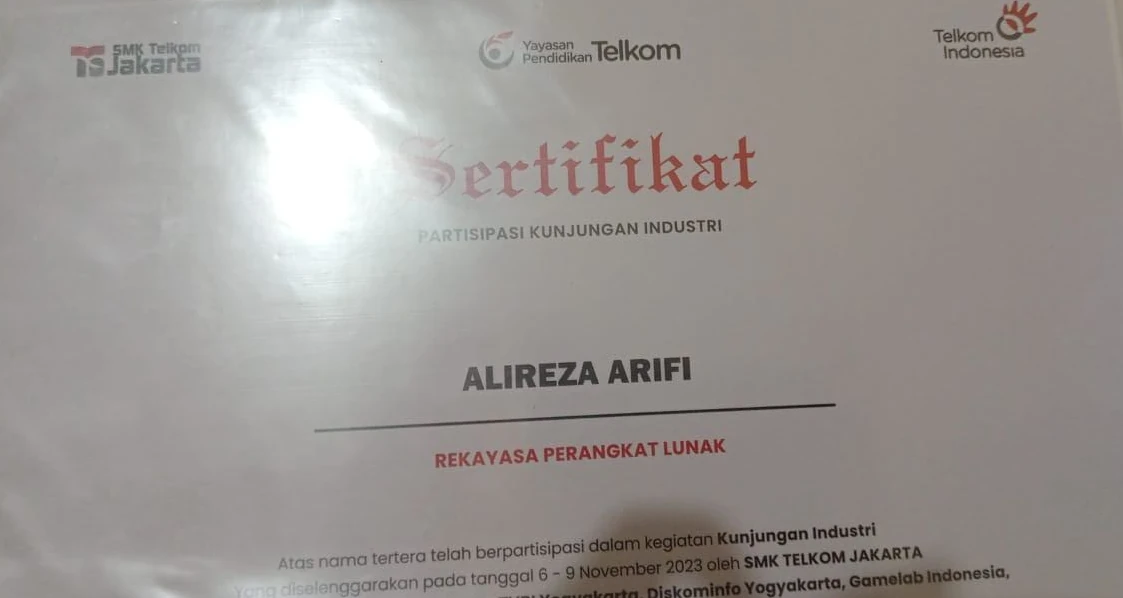 SMK Telkom
Jakarta
Yayasan
Pendidikan Telkom
Telkom
Indonesia
Sertifikat
PARTISIPASI KUNJUNGAN INDUSTRI
ALIREZA ARIFI
REKAYASA PERANGKAT LUNAK
Atas nama tertera telah berpartisipasi dalam kegiatan Kunjungan Industri
Yang diselenggarakan pada tanggal 6 - 9 November 2023 oleh SMK TELKOM JAKARTA
Yogyakarta, Diskominfo Yogyakarta, Gamelab Indonesia,